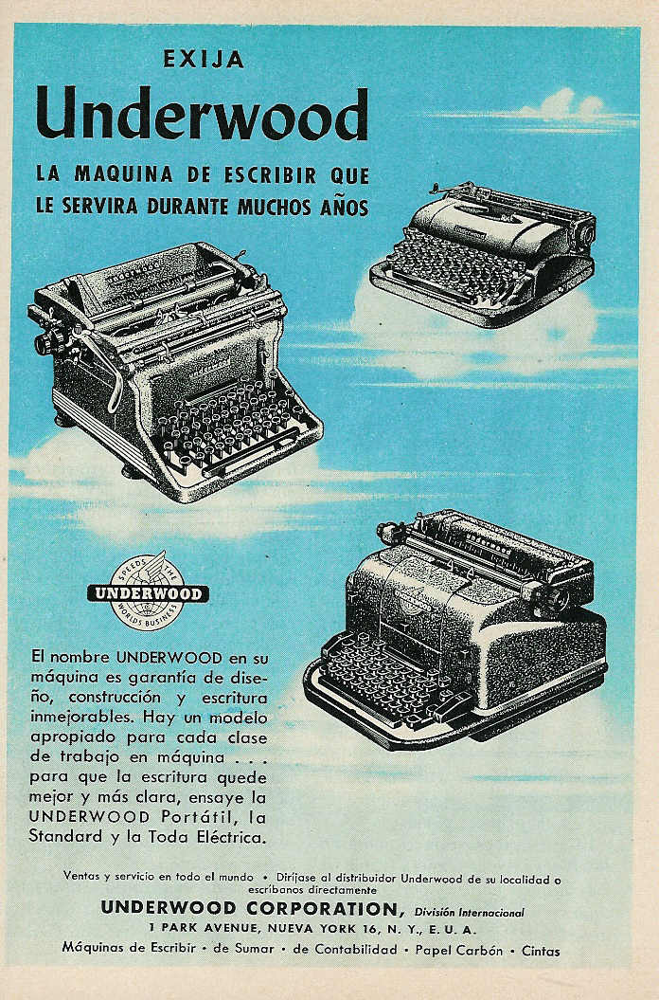 EXIJA
Underwood
LA MAQUINA DE ESCRIBIR QUE
LE SERVIRA DURANTE MUCHOS AÑOS
SPEEDS THE
UNDERWOOD
WORLDS BUSINESS
El nombre UNDERWOOD en su
máquina es garantía de dise-
ño, construcción y escritura
inmejorables. Hay un modelo
apropiado para cada clase
de trabajo en máquina . . .
para que la escritura quede
mejor y más clara, ensaye la
UNDERWOOD Portátil, la
Standard y la Toda Eléctrica.
Ventas y servicio en todo el mundo • Diríjase al distribuidor Underwood de su localidad o
escríbanos directamente
UNDERWOOD CORPORATION, División Internacional
1 PARK AVENUE, NUEVA YORK 16, N. Y., E. U. A.
Máquinas de Escribir • de Sumar • de Contabilidad • Papel Carbón • Cintas